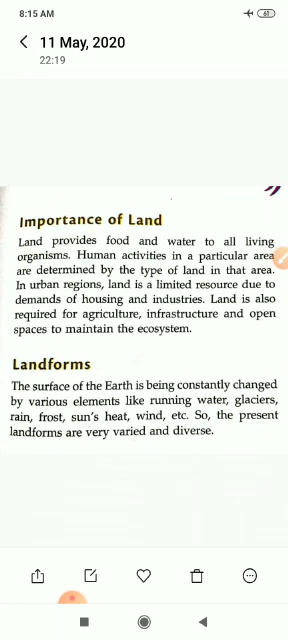 8:15 AM
61
11 May, 2020
22:19
Importance of Land
Land provides food and water to all living
organisms. Human activities in a particular area
are determined by the type of land in that area.
In urban regions, land is a limited resource due to
demands of housing and industries. Land is also
required for agriculture, infrastructure and open
spaces to maintain the ecosystem.
Landforms
The surface of the Earth is being constantly changed
by various elements like running water, glaciers,
rain, frost, sun's heat, wind, etc. So, the present
landforms are very varied and diverse.